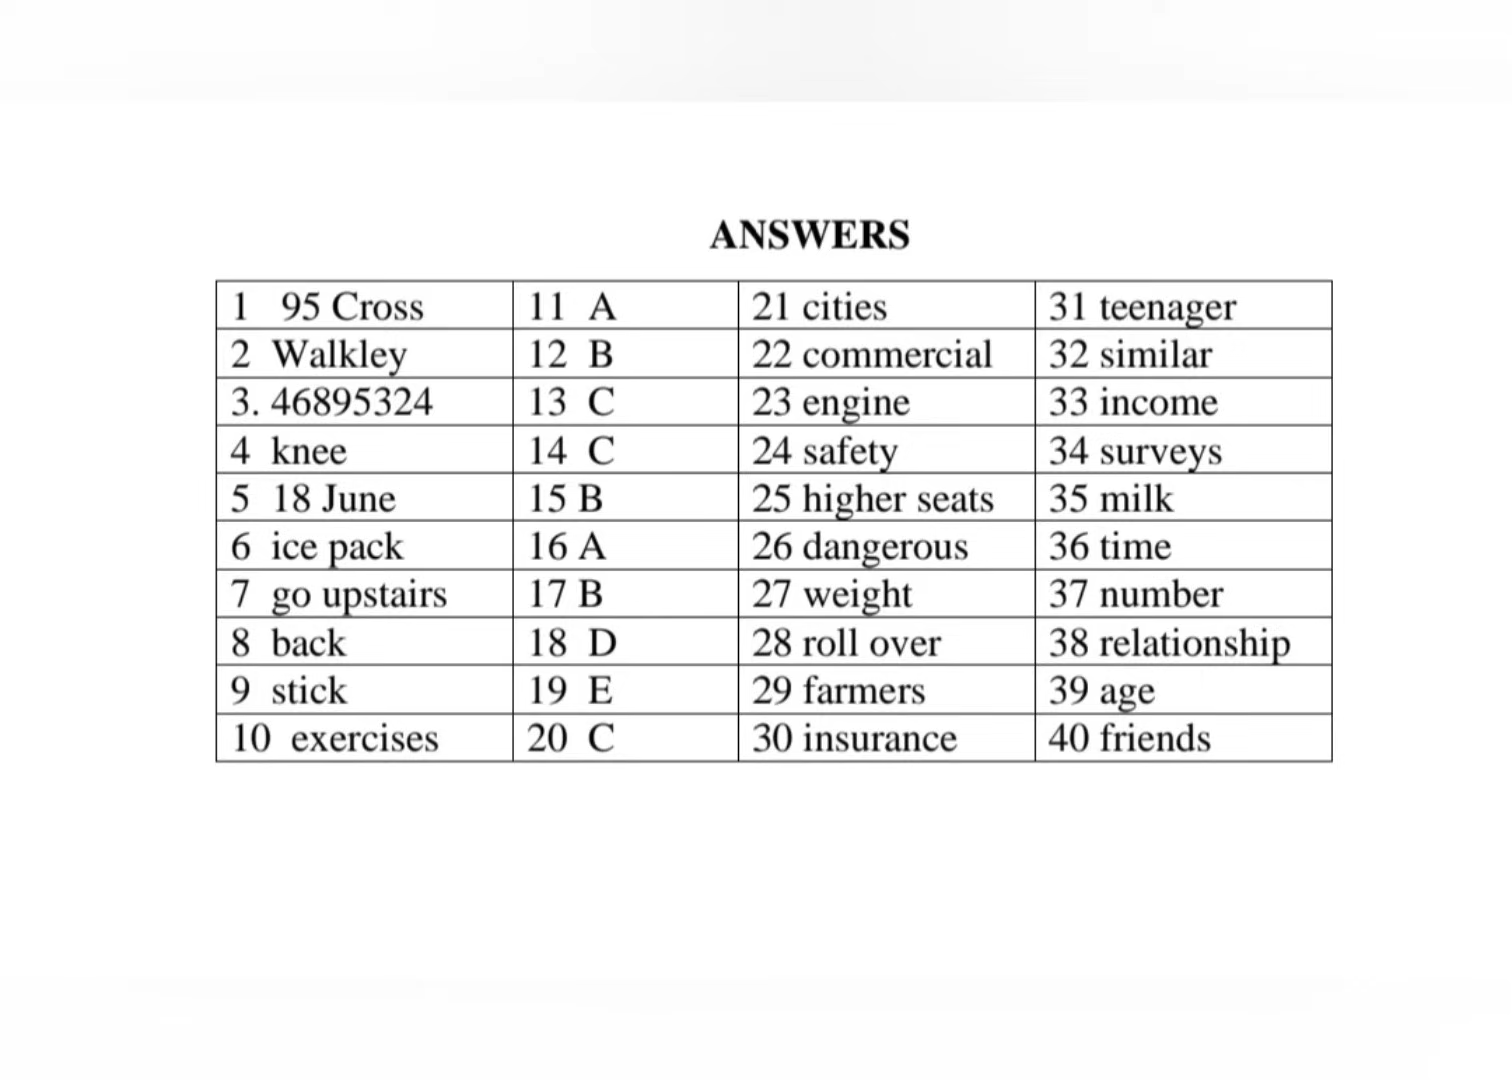 ANSWERS
1 95 Cross 11 A 21 cities 31 teenager
2 Walkley 12 B 22 commercial 32 similar
3. 46895324 13 C 23 engine 33 income
4 knee 14 C 24 safety 34 surveys
5 18 June 15 B 25 higher seats 35 milk
6 ice pack 16 A 26 dangerous 36 time
7 go upstairs 17 B 27 weight 37 number
8 back 18 D 28 roll over 38 relationship
9 stick 19 E 29 farmers 39 age
10 exercises 20 C 30 insurance 40 friends